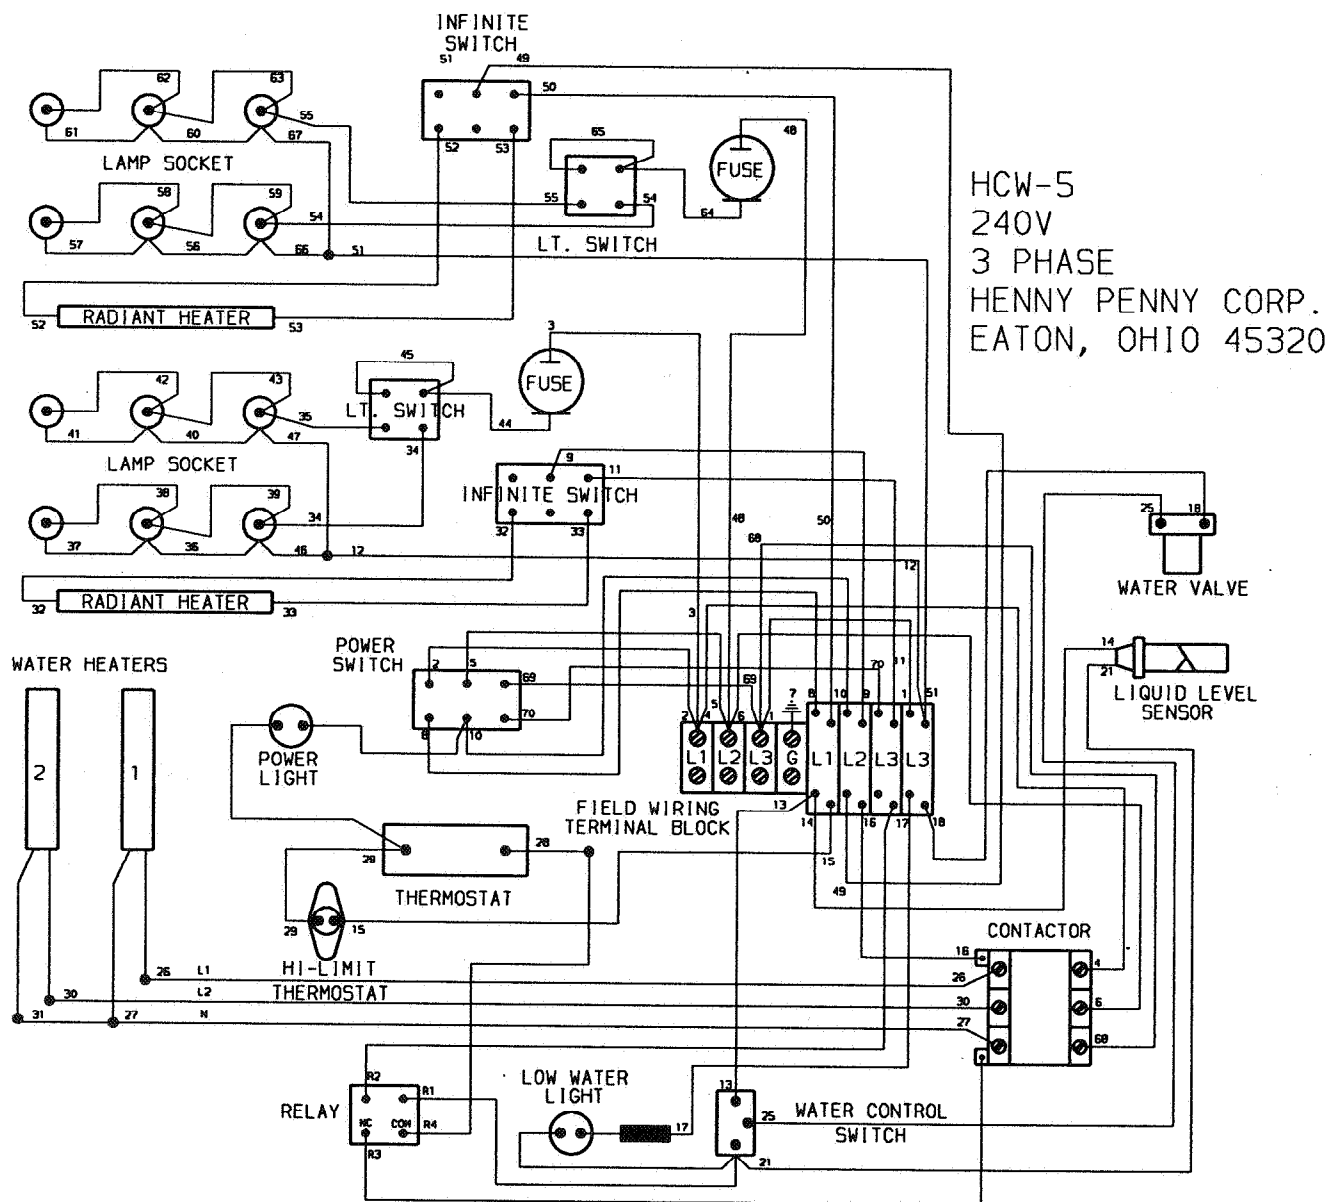 INFINITE
SWITCH
51
49
62
63
50
61
60
67
55
52
53
65
48
LAMP SOCKET
FUSE
HCW-5
240V
3 PHASE
HENNY PENNY CORP.
EATON, OHIO 45320
58
59
54
55
54
64
57
56
66
51
LT. SWITCH
52
RADIANT HEATER
53
3
45
42
43
FUSE
35
LT. SWITCH
41
40
47
44
34
LAMP SOCKET
9
11
38
39
INFINITE SWITCH
25
18
34
32
33
48
50
68
37
36
46
12
12
WATER VALVE
32
RADIANT HEATER
33
3
POWER
SWITCH
2
5
14
WATER HEATERS
69
69
70
11
21
LIQUID LEVEL
SENSOR
70
8
10
2
4
5
6
1
7
8
10
9
1
51
2
1
POWER
LIGHT
L1
L2
L3
G
L1
L2
L3
L3
FIELD WIRING
TERMINAL BLOCK
13
14
16
17
18
15
29
28
THERMOSTAT
49
29
15
CONTACTOR
HI-LIMIT
THERMOSTAT
16
26
L1
26
4
30
L2
30
6
31
27
N
27
68
R2
LOW WATER
LIGHT
13
RELAY
R1
NC
COM
R4
17
25
WATER CONTROL
SWITCH
R3
21